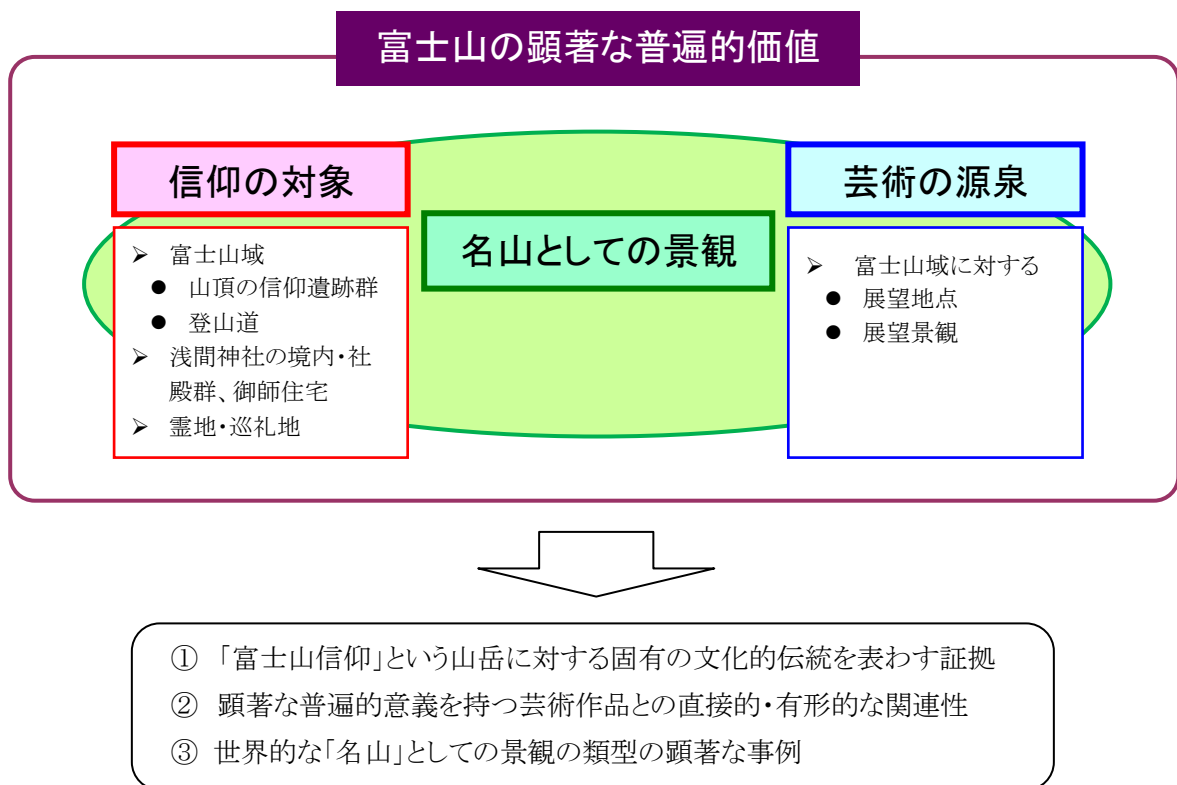 富士山の顕著な普遍的価値
信仰の対象
➢ 富士山域
● 山頂の信仰遺跡群
● 登山道
➢ 浅間神社の境内・社
殿群、御師住宅
➢ 霊地・巡礼地
名山としての景観
芸術の源泉
➢ 富士山域に対する
● 展望地点
● 展望景観
① 「富士山信仰」という山岳に対する固有の文化的伝統を表わす証拠
② 顕著な普遍的意義を持つ芸術作品との直接的・有形的な関連性
③ 世界的な「名山」としての景観の類型の顕著な事例